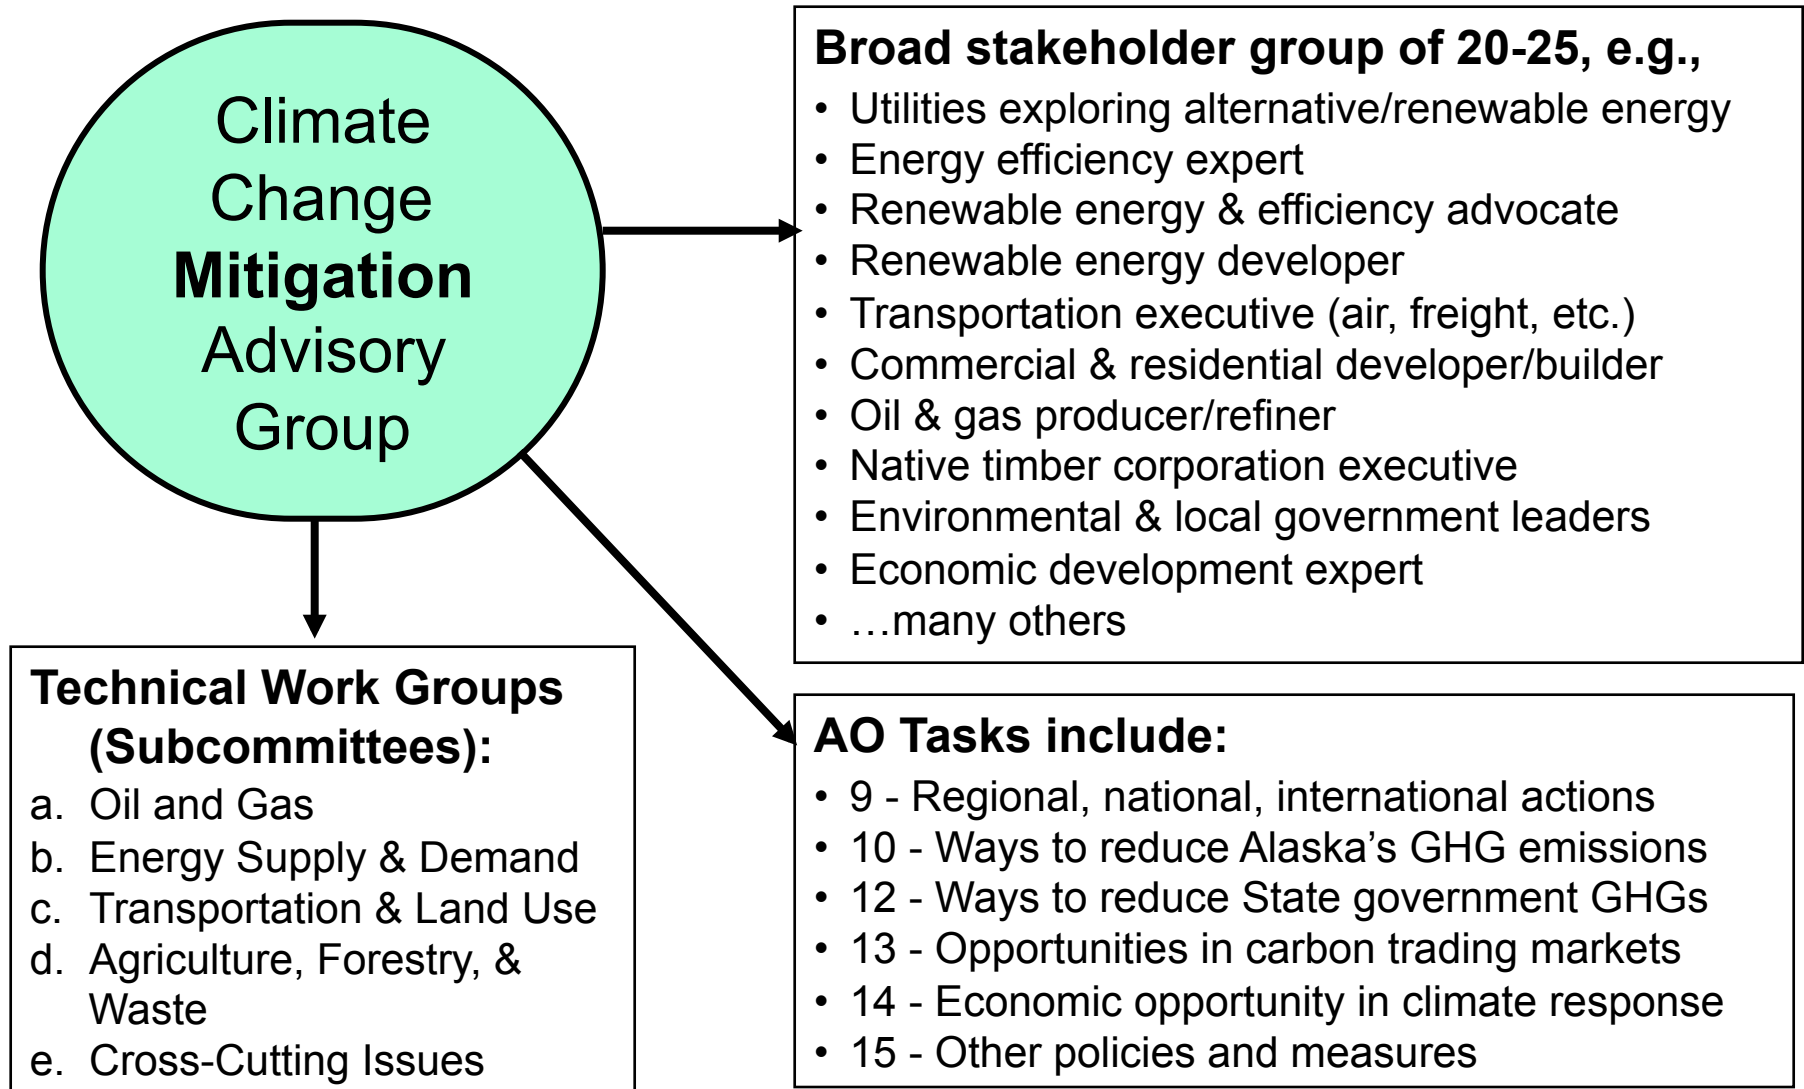 Climate
Change
Mitigation
Advisory
Group
Broad stakeholder group of 20-25, e.g.,
• Utilities exploring alternative/renewable energy
• Energy efficiency expert
• Renewable energy & efficiency advocate
• Renewable energy developer
• Transportation executive (air, freight, etc.)
• Commercial & residential developer/builder
• Oil & gas producer/refiner
• Native timber corporation executive
• Environmental & local government leaders
• Economic development expert
• …many others
Technical Work Groups
(Subcommittees):
a. Oil and Gas
b. Energy Supply & Demand
c. Transportation & Land Use
d. Agriculture, Forestry, &
Waste
e. Cross-Cutting Issues
AO Tasks include:
• 9 - Regional, national, international actions
• 10 - Ways to reduce Alaska's GHG emissions
• 12 - Ways to reduce State government GHGs
• 13 - Opportunities in carbon trading markets
• 14 - Economic opportunity in climate response
• 15 - Other policies and measures